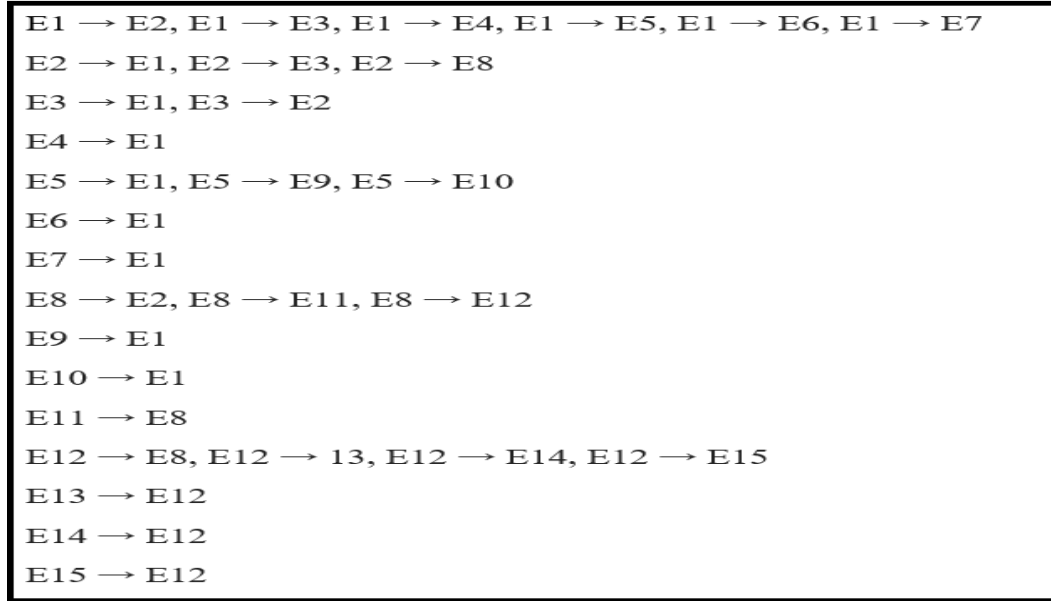 E1 → E2, E1 → E3, E1 → E4, E1 → E5, E1 → E6, E1 → E7
E2 → E1, E2 → E3, E2 → E8
E3 → E1, E3 → E2
E4 → E1
E5 → E1, E5 → E9, E5 → E10
E6 → E1
E7 → E1
E8 → E2, E8 → E11, E8 → E12
E9 → E1
E10 → E1
E11 → E8
E12 → E8, E12 → 13, E12 → E14, E12 → E15
E13 → E12
E14 → E12
E15 → E12